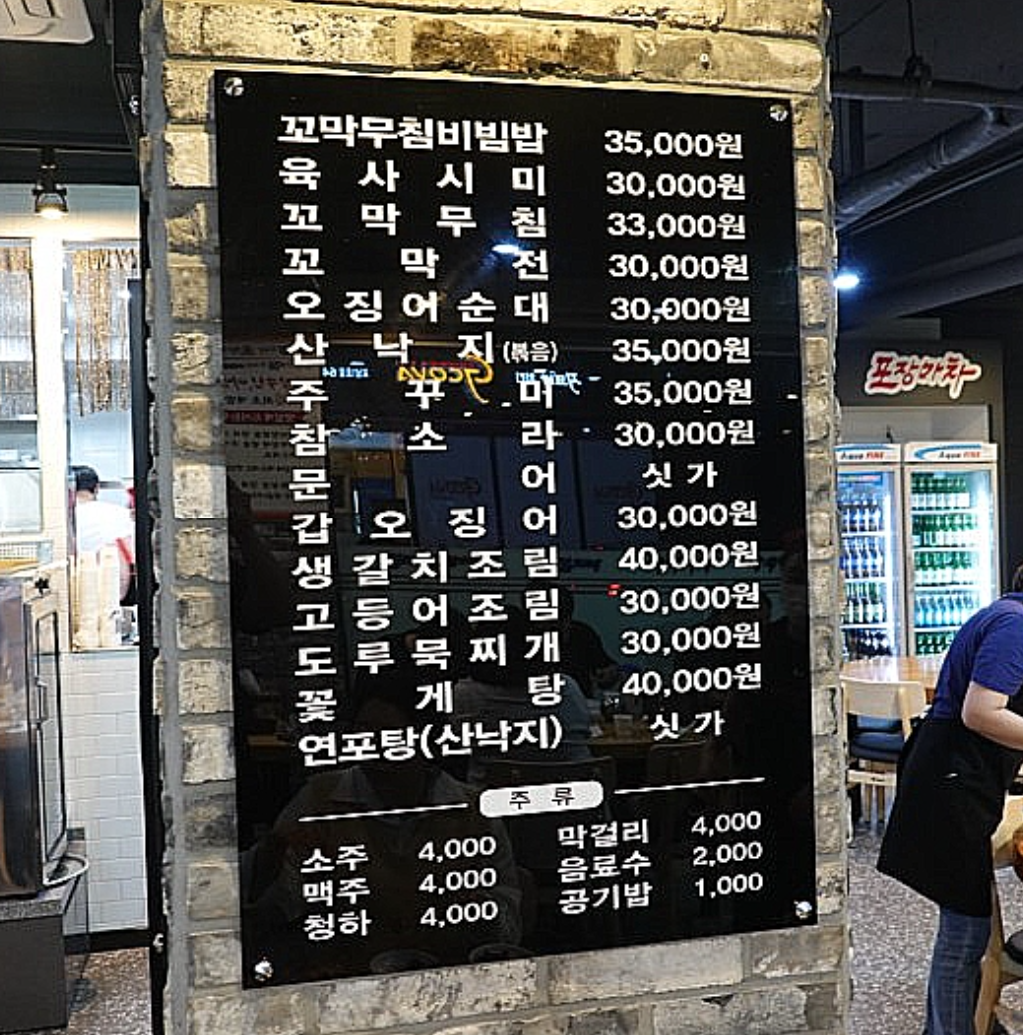 꼬막무침비빔밥 35,000원
육사시미 30,000원
꼬막무침 33,000원
꼬막전 30,000원
오징어순대 30,000원
산낙지 35,000원
주꾸미 35,000원
참소라 30,000원
문어 싯가
갑오징어 30,000원
생갈치조림 40,000원
고등어조림 30,000원
도루묵찌개 30,000원
꽃게탕 40,000원
연포탕(산낙지) 싯가
주류
소주 4,000 막걸리 4,000
맥주 4,000 음료수 2,000
청하 4,000 공기밥 1,000
포장마차